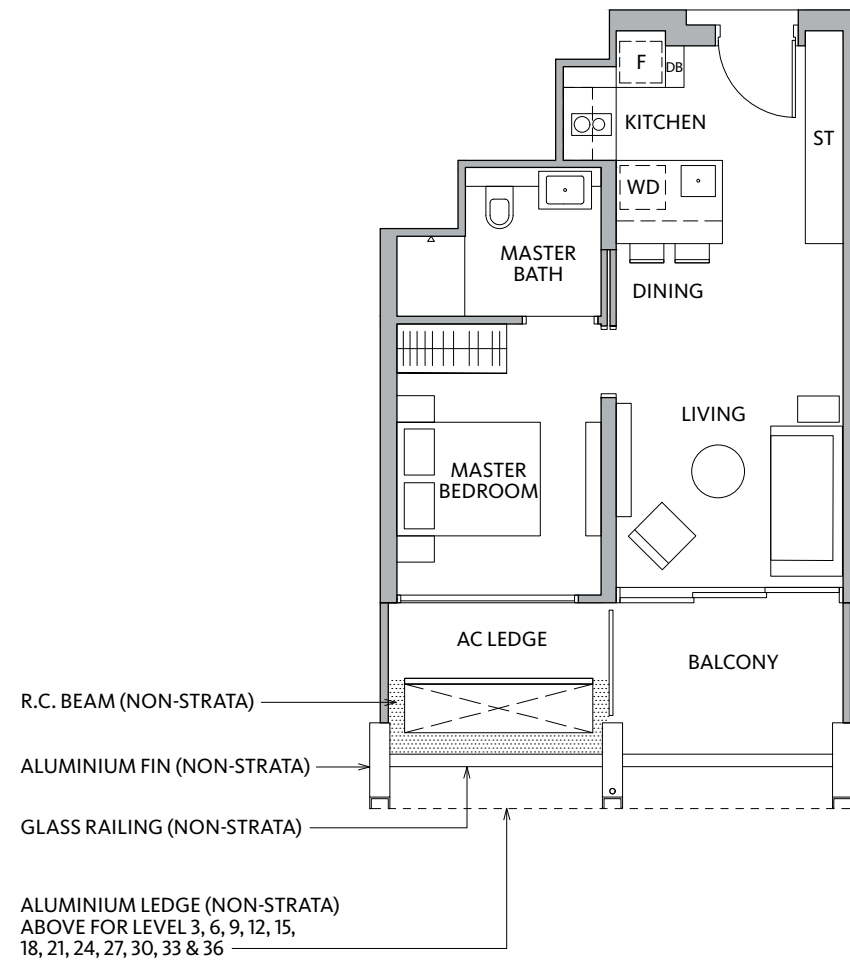 F
DB
KITCHEN
ST
WD
MASTER
BATH
DINING
LIVING
MASTER
BEDROOM
AC LEDGE
BALCONY
R.C. BEAM (NON-STRATA)
ALUMINIUM FIN (NON-STRATA)
GLASS RAILING (NON-STRATA)
ALUMINIUM LEDGE (NON-STRATA)
ABOVE FOR LEVEL 3, 6, 9, 12, 15,
18, 21, 24, 27, 30, 33 & 36